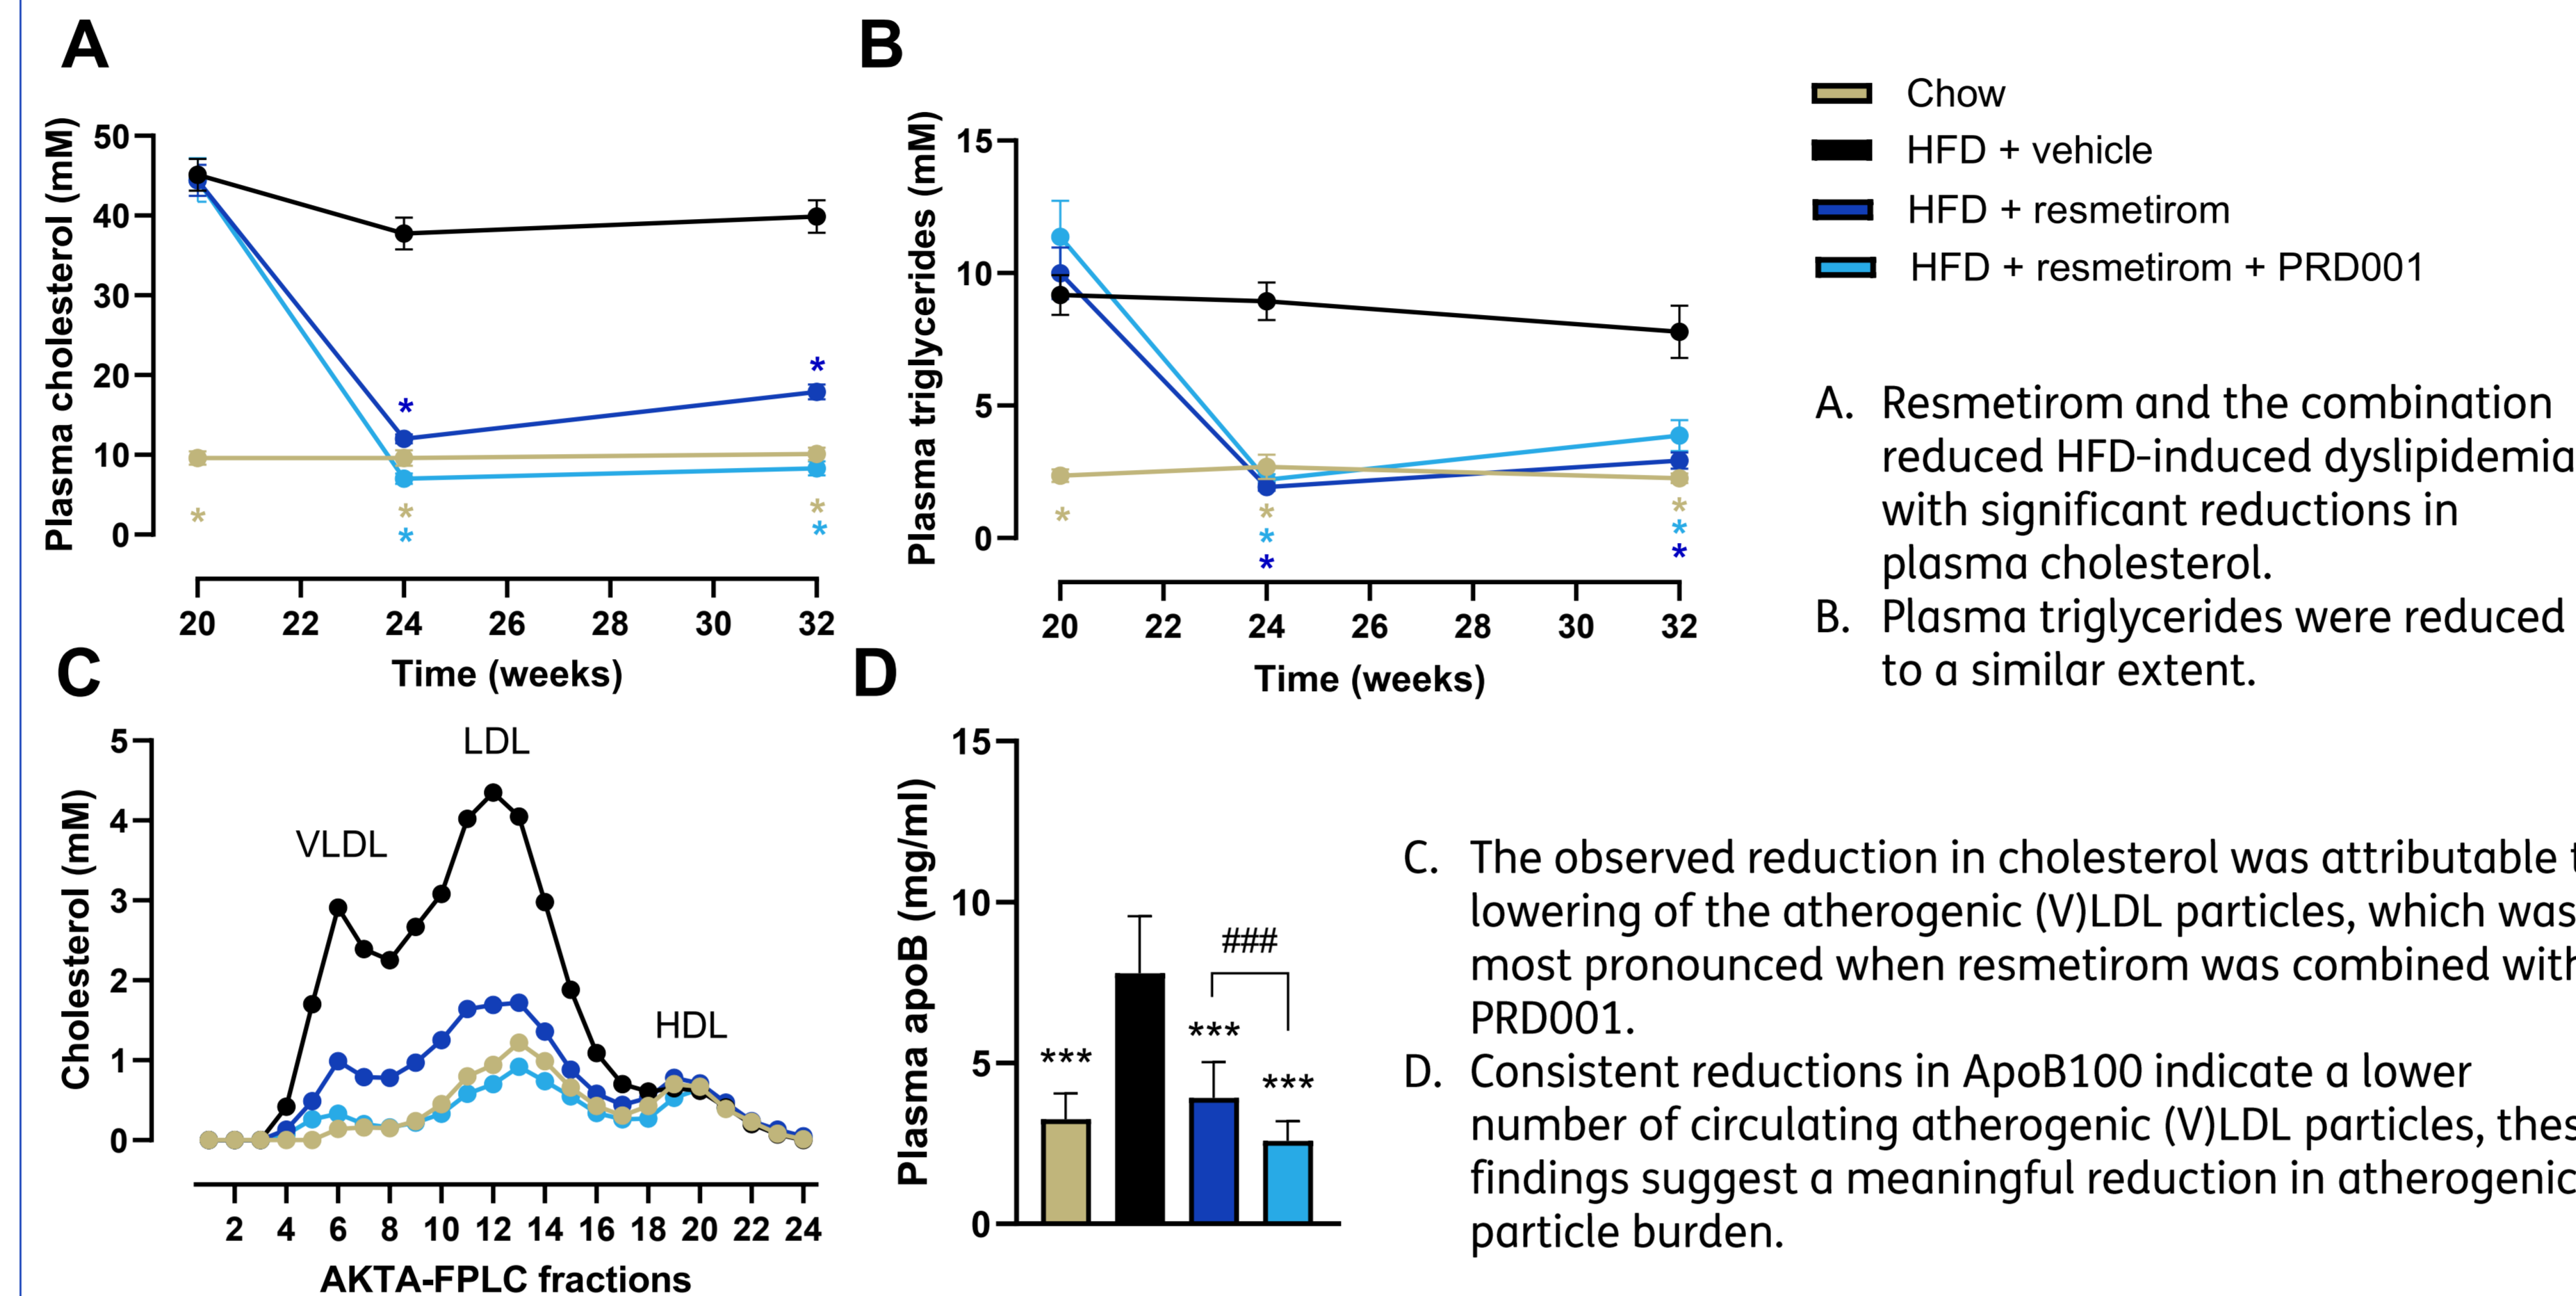 A
Plasma cholesterol (mM)
50
40
30
20
10
0
*
*
*
*
*
*
*
20 22 24 26 28 30 32
Time (weeks)
B
Plasma triglycerides (mM)
15
10
5
0
*
*
*
*
*
*
*
20 22 24 26 28 30 32
Time (weeks)
Chow
HFD + vehicle
HFD + resmetirom
HFD + resmetirom + PRD001
A. Resmetirom and the combination
reduced HFD-induced dyslipidemia
with significant reductions in
plasma cholesterol.
B. Plasma triglycerides were reduced
to a similar extent.
C
Cholesterol (mM)
5
4
3
2
1
0
VLDL
LDL
HDL
2 4 6 8 10 12 14 16 18 20 22 24
AKTA-FPLC fractions
D
Plasma apoB (mg/ml)
15
10
5
0
***
***
###
***
C. The observed reduction in cholesterol was attributable
lowering of the atherogenic (V)LDL particles, which was
most pronounced when resmetirom was combined with
PRD001.
D. Consistent reductions in ApoB100 indicate a lower
number of circulating atherogenic (V)LDL particles,
findings suggest a meaningful reduction in atherogenic
particle burden.